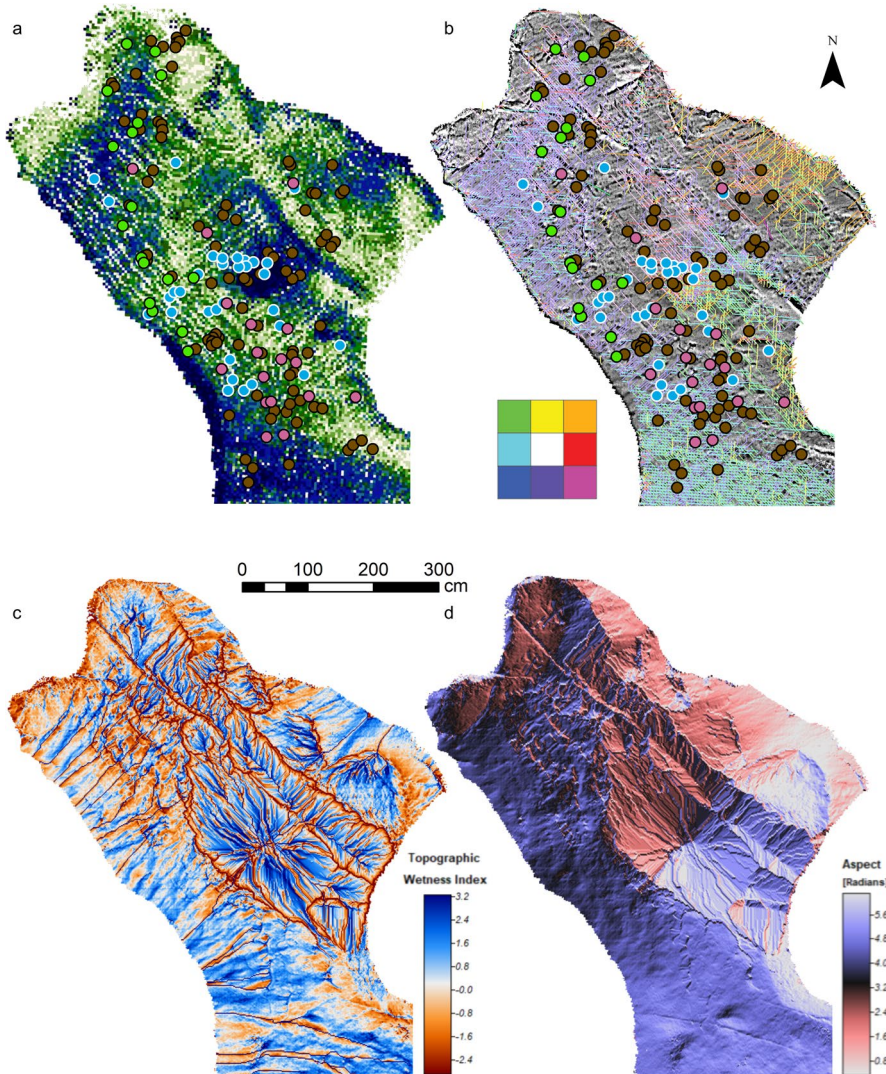 a
b
N
0 100 200 300
cm
c
d
Topographic
Wetness Index
3.2
2.4
1.6
0.8
-0.0
-0.8
-1.6
-2.4
Aspect
[Radians]
5.6
4.8
4.0
3.2
2.4
1.6
0.8